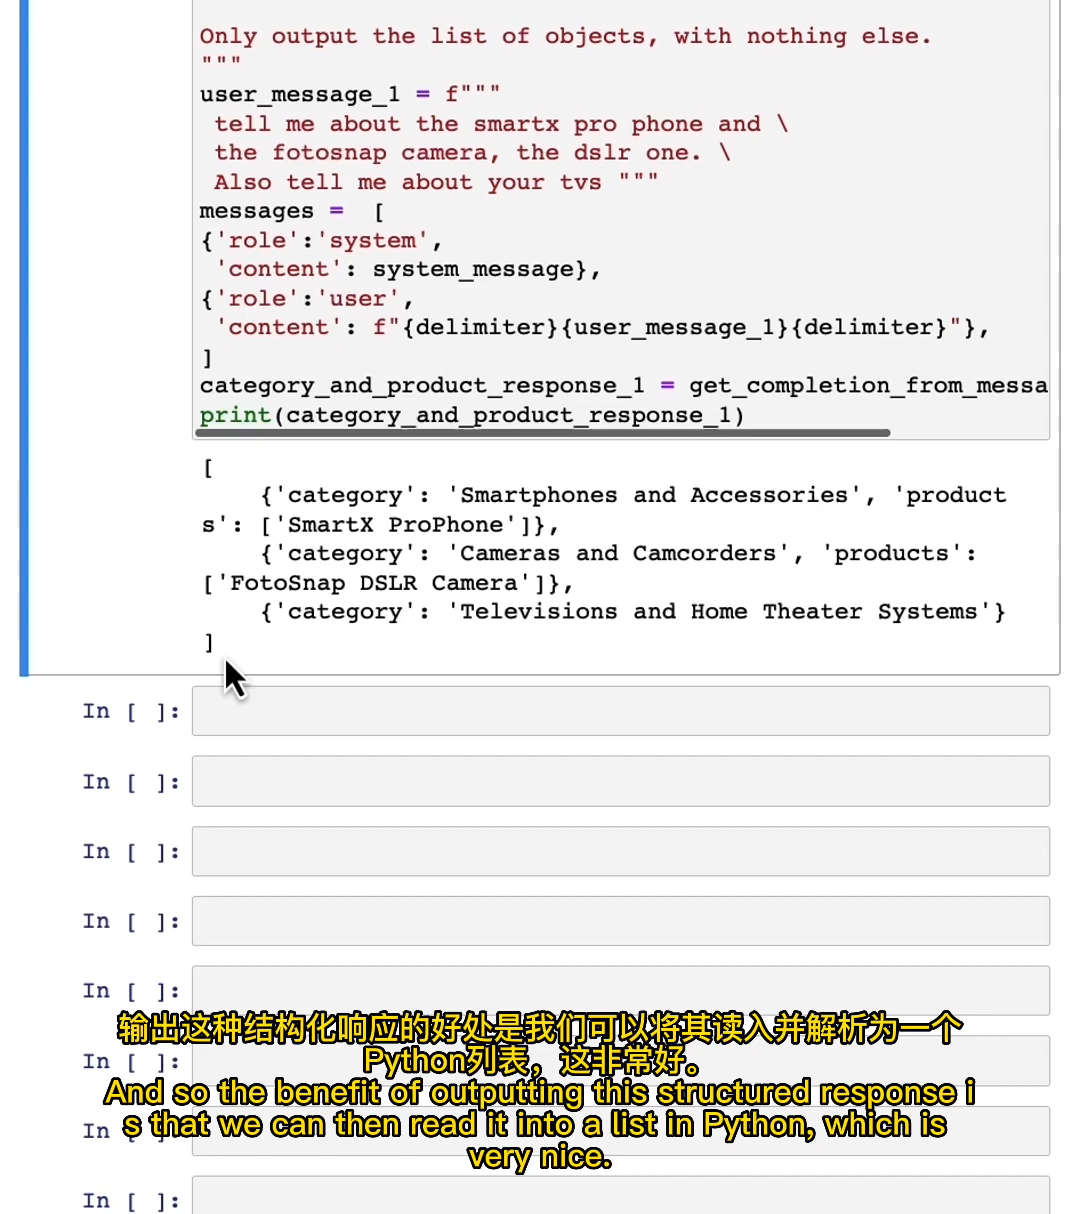 Only output the list of objects, with nothing else.
"""
user_message_1 = f"""
 tell me about the smartx pro phone and \
 the fotosnap camera, the dslr one. \
 Also tell me about your tvs """
messages =  [
{'role':'system',
 'content': system_message},
{'role':'user',
 'content': f"{delimiter}{user_message_1}{delimiter}"},
]
category_and_product_response_1 = get_completion_from_messa
print(category_and_product_response_1)
[
    {'category': 'Smartphones and Accessories', 'product
s': ['SmartX ProPhone']},
    {'category': 'Cameras and Camcorders', 'products':
['FotoSnap DSLR Camera']},
    {'category': 'Televisions and Home Theater Systems'}
]
In [ ]:
In [ ]:
In [ ]:
In [ ]:
In [ ]:
输出这种结构化响应的好处是我们可以将其读入并解析为一个
In [ ]:
Python列表，这非常好。
And so the benefit of outputting this structured response i
In [ ]:
s that we can then read it into a list in Python, which is
very nice.
In [ ]: